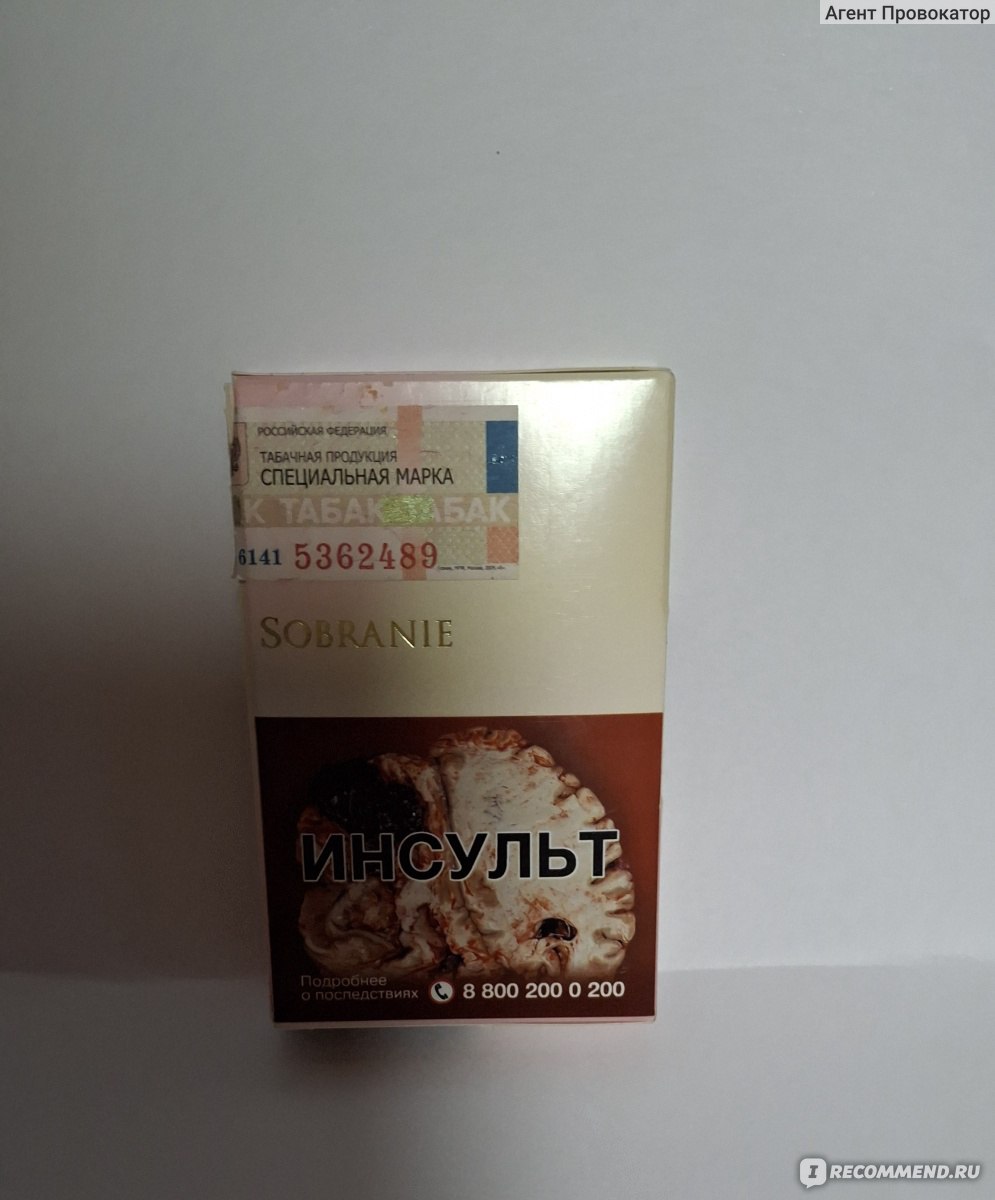 Агент Провокатор
РОССИЙСКАЯ ФЕДЕРАЦИЯ
ТАБАЧНАЯ ПРОДУКЦИЯ
СПЕЦИАЛЬНАЯ МАРКА
К ТАБАК ТАБАК
6141 5362489
SOBRANIE
ИНСУЛЬТ
Подробнее
о последствиях 8 800 200 0 200
IRECOMMEND.RU